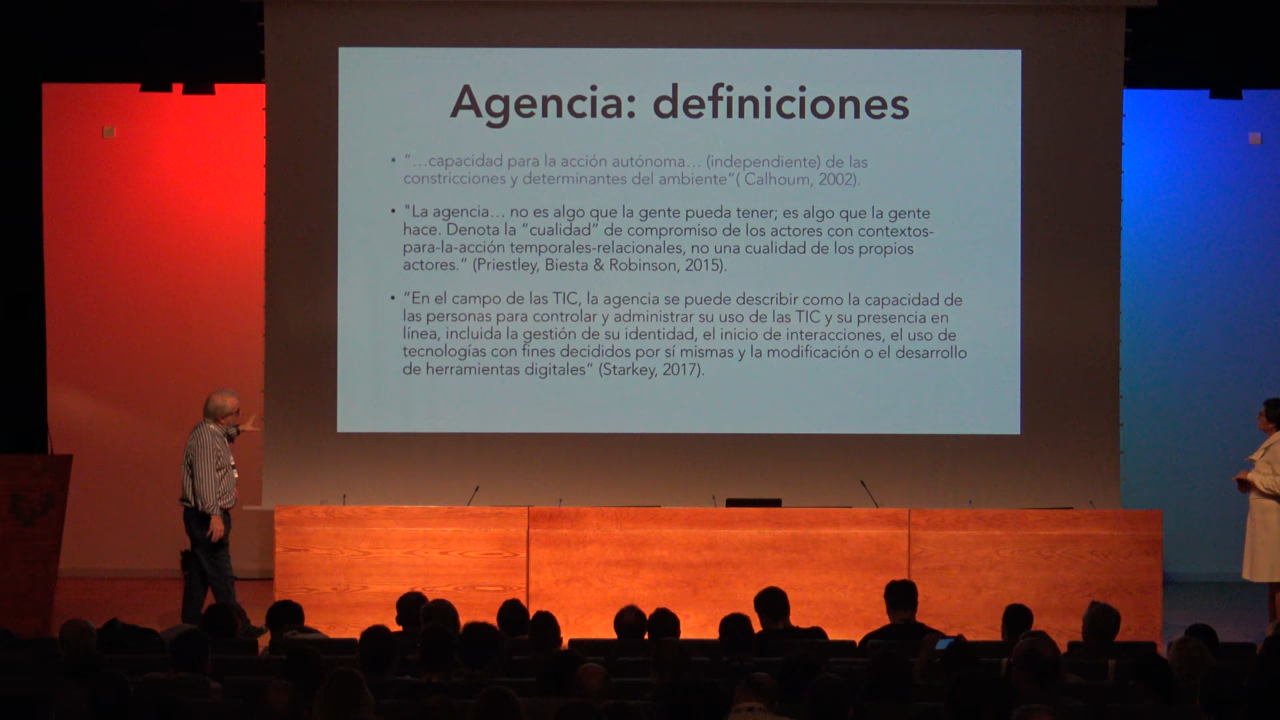 Agencia: definiciones
• "…capacidad para la acción autónoma… (independiente) de las
constricciones y determinantes del ambiente"( Calhoum, 2002).
• "La agencia… no es algo que la gente pueda tener; es algo que la gente
hace. Denota la "cualidad" de compromiso de los actores con contextos-
para-la-acción temporales-relacionales, no una cualidad de los propios
actores." (Priestley, Biesta & Robinson, 2015).
• "En el campo de las TIC, la agencia se puede describir como la capacidad de
las personas para controlar y administrar su uso de las TIC y su presencia en
línea, incluida la gestión de su identidad, el inicio de interacciones, el uso de
tecnologías con fines decididos por sí mismas y la modificación o el desarrollo
de herramientas digitales" (Starkey, 2017).